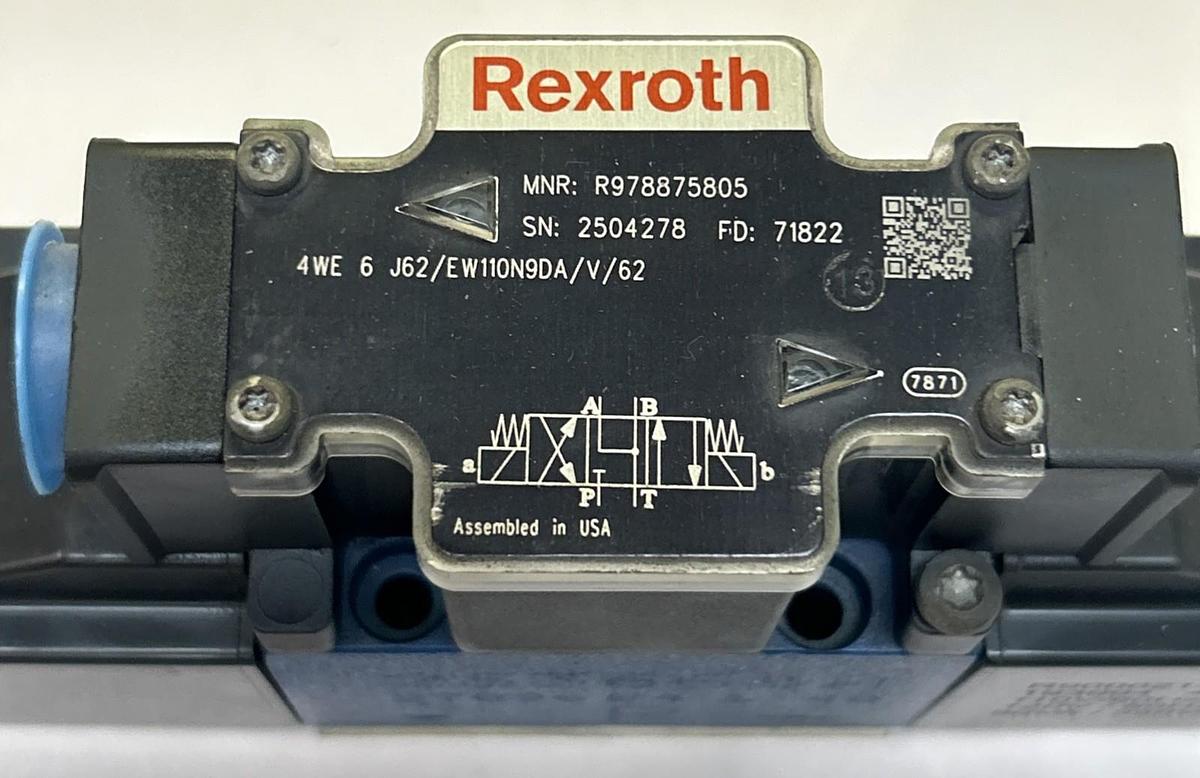 Rexroth
MNR: R978875805
SN: 2504278 FD: 71822
4WE 6 J62/EW110N9DA/V/62
13
7871
A B
a b
P T
Assembled in USA